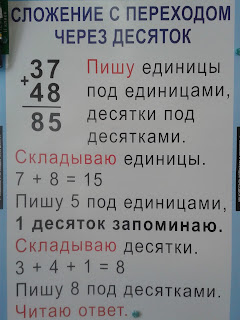 СЛОЖЕНИЕ С ПЕРЕХОДОМ
ЧЕРЕЗ ДЕСЯТОК
37
+
48
85
Пишу единицы
под единицами,
десятки под
десятками.
Складываю единицы.
7 + 8 = 15
Пишу 5 под единицами,
1 десяток запоминаю.
Складываю десятки.
3 + 4 + 1 = 8
Пишу 8 под десятками.
Читаю ответ.